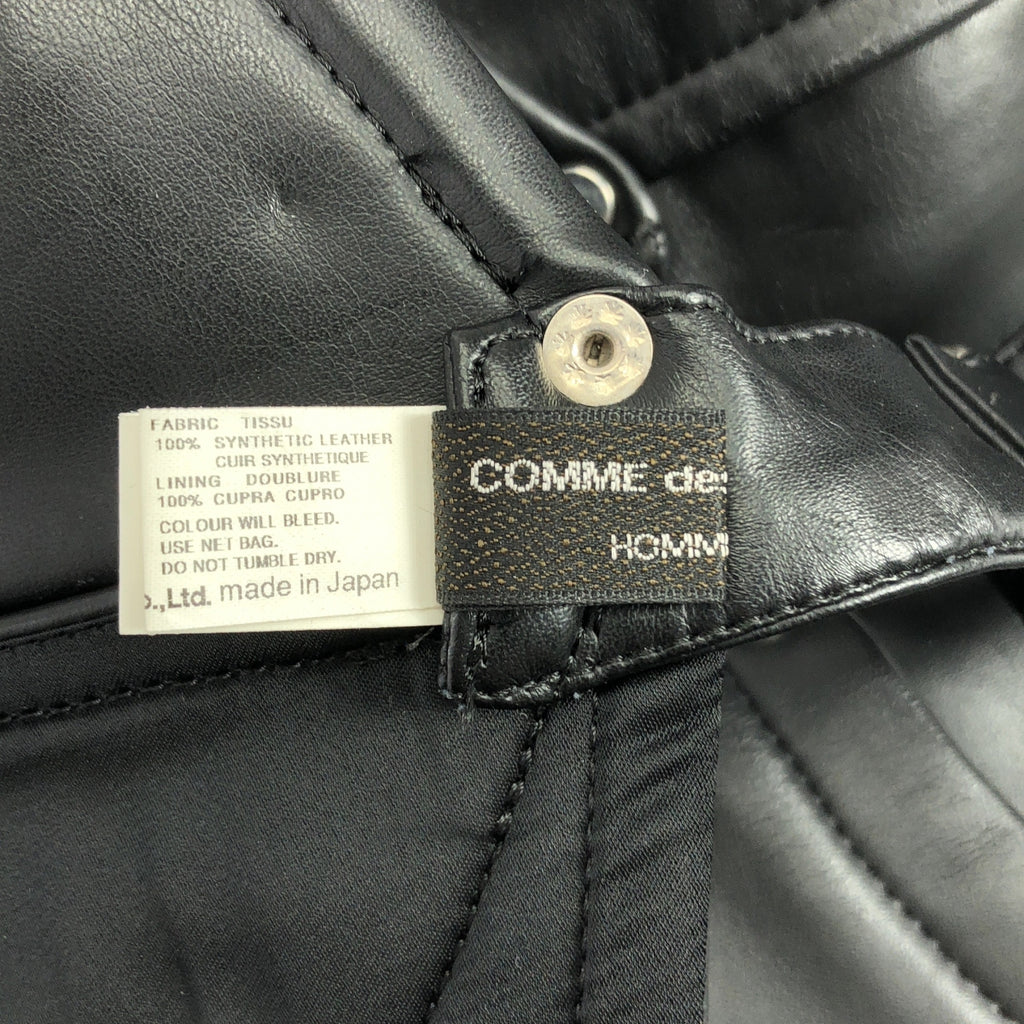 FABRIC TISSU
100% SYNTHETIC LEATHER
CUIR SYNTHETIQUE
LINING DOUBLURE
100% CUPRA CUPRO
COLOUR WILL BLEED.
USE NET BAG.
DO NOT TUMBLE DRY.
.,Ltd. made in Japan
COMME des
HOMM